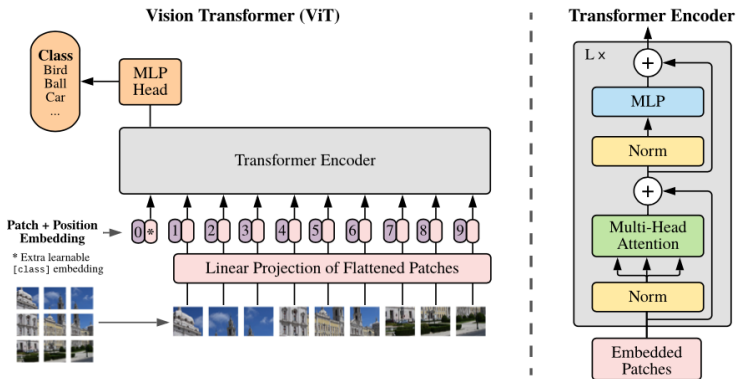 Vision Transformer (ViT)
Class
Bird
Ball
Car
...
MLP
Head
Transformer Encoder
Patch + Position
Embedding
0 * 1 2 3 4 5 6 7 8 9
* Extra learnable
[class] embedding
Linear Projection of Flattened Patches
Transformer Encoder
L x
+
MLP
Norm
+
Multi-Head
Attention
Norm
Embedded
Patches